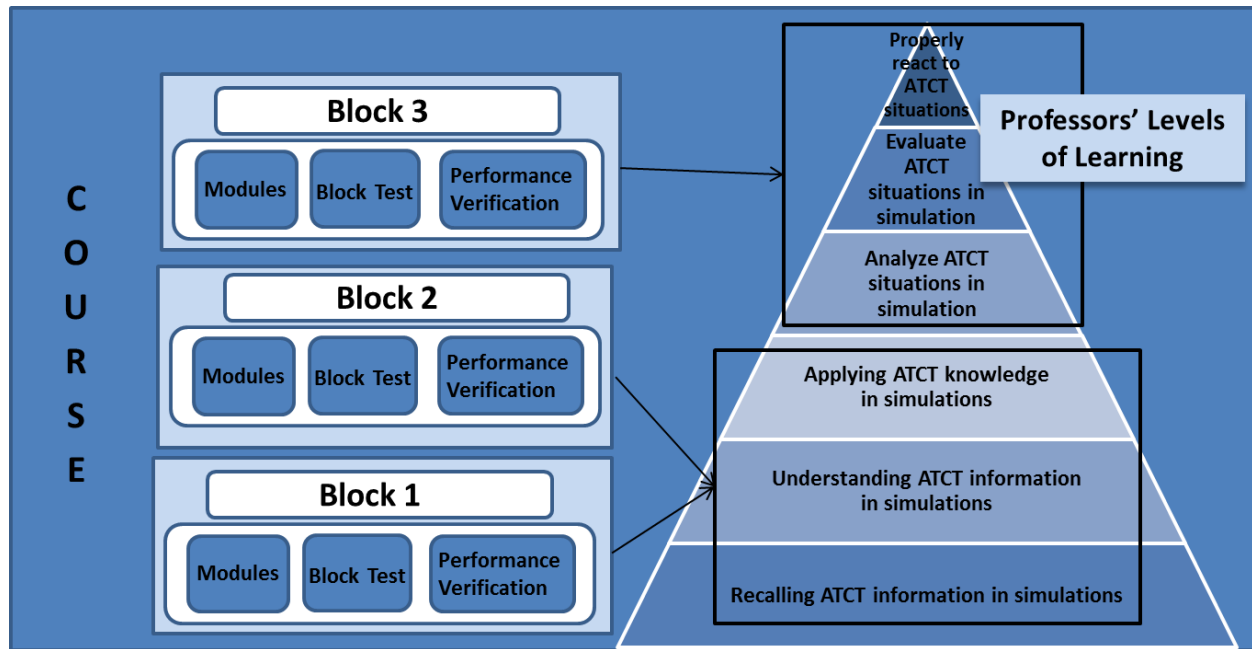 COURSE
Block 3
Modules
Block Test
Performance
Verification
Block 2
Modules
Block Test
Performance
Verification
Block 1
Modules
Block Test
Performance
Verification
Properly
react to
ATCT
situations
Evaluate
ATCT
situations in
simulation
Analyze ATCT
situations in
simulation
Applying ATCT knowledge
in simulations
Understanding ATCT information
in simulations
Recalling ATCT information in simulations
Professors’ Levels
of Learning